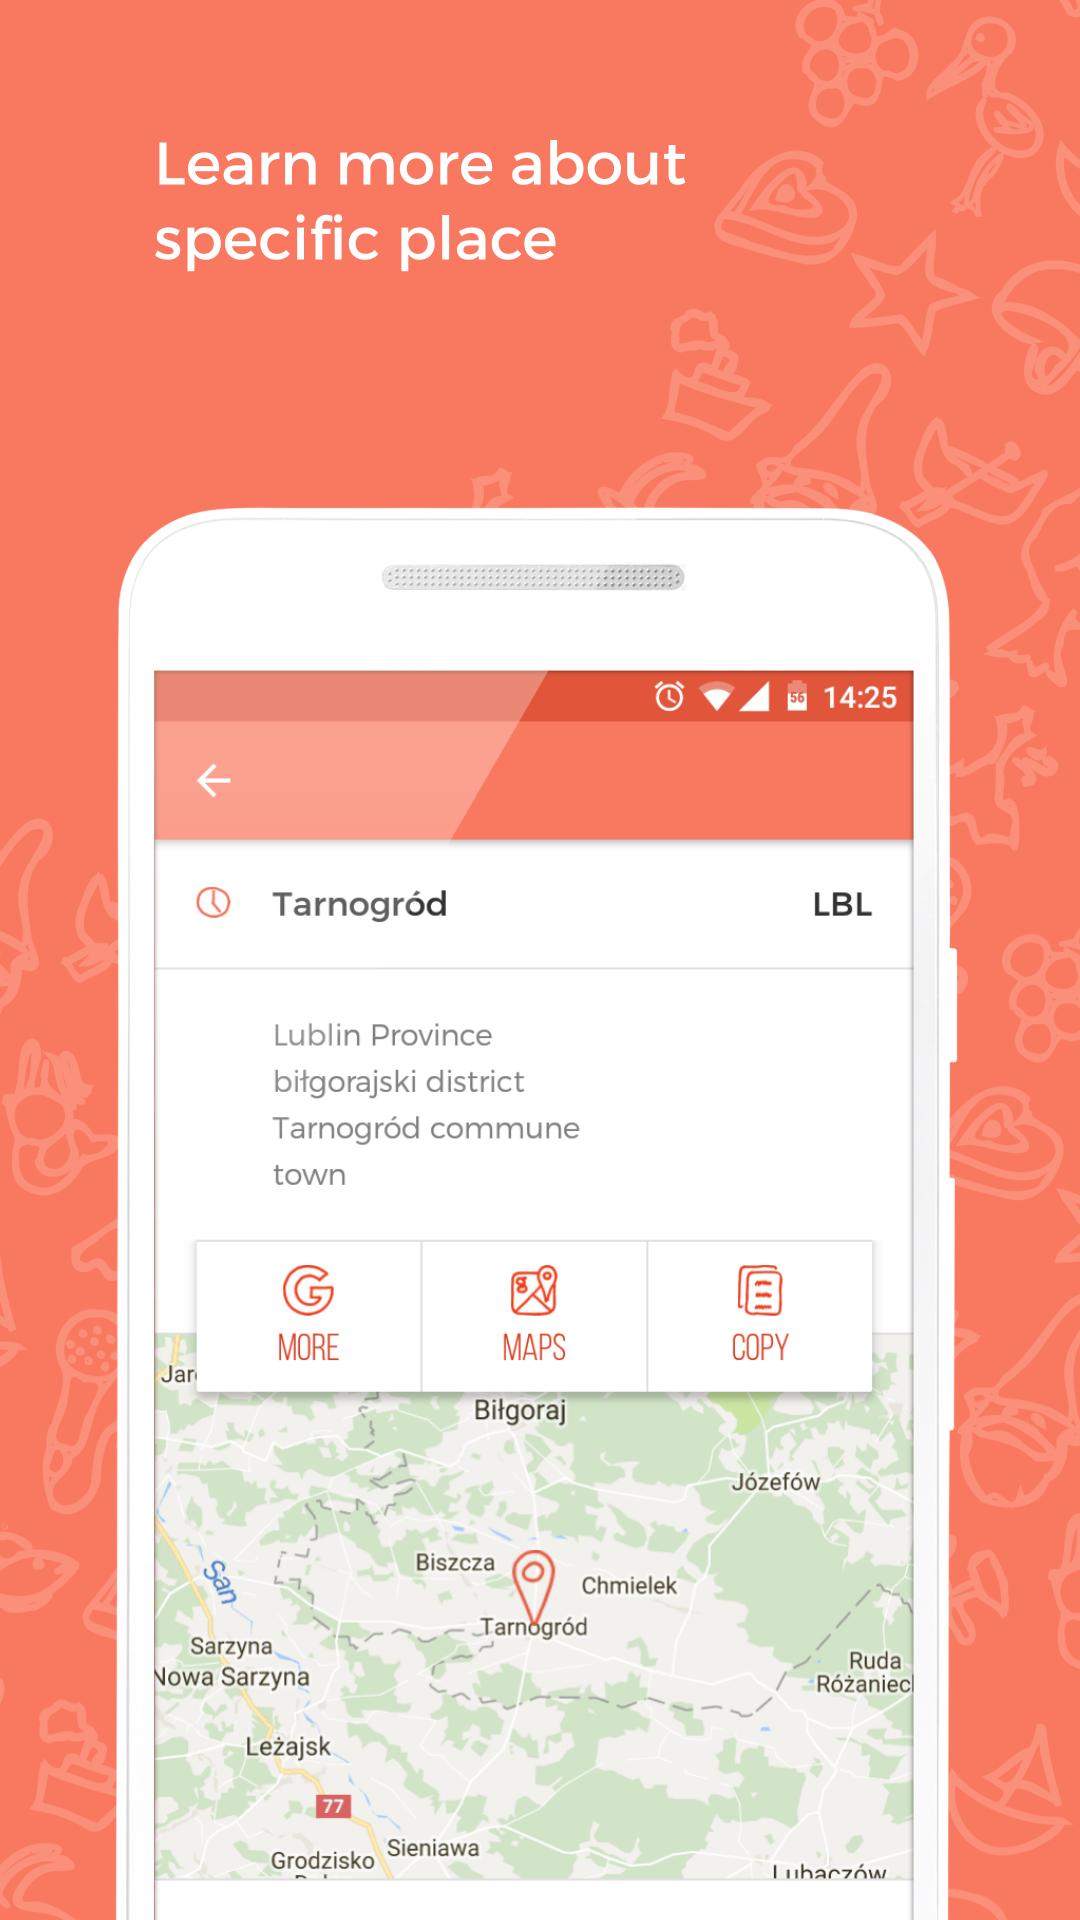 Learn more about
specific place
56 14:25
Tarnogród LBL
Lublin Province
biłgorajski district
Tarnogród commune
town
MORE MAPS COPY
Jar
Biłgoraj
Józefów
Biszcza
Chmielek
San
Tarnogród
Sarzyna
Nowa Sarzyna
Ruda
Różaniec
Leżajsk
77
Sieniawa
Grodzisko
Lubaczów